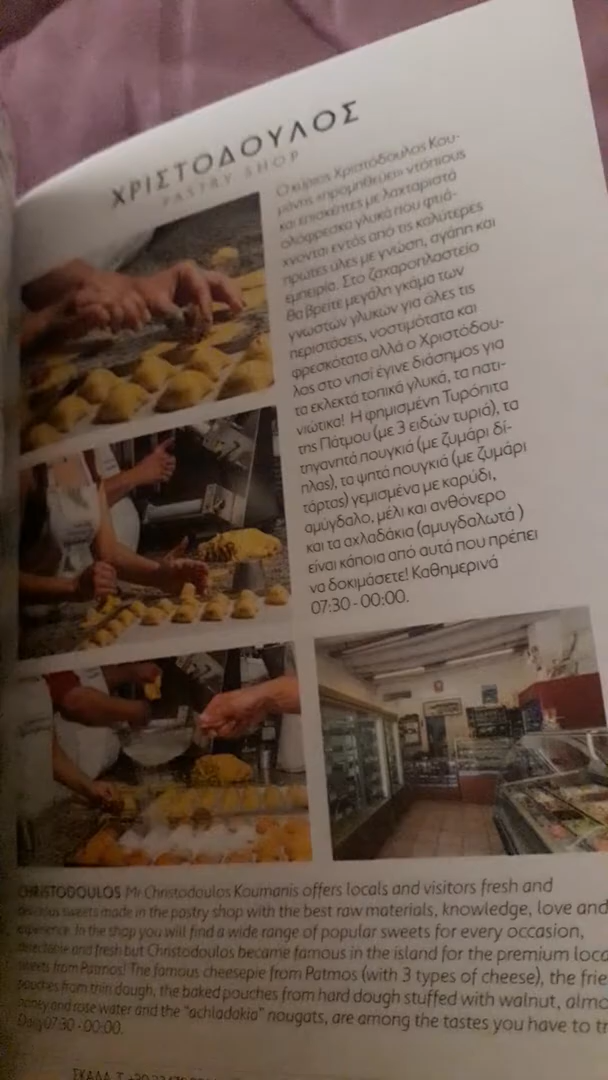 ΧΡΙΣΤΟΔΟΥΛΟΣ
PASTRY SHOP
Ο κύριος Χριστόδουλος Κου-
μάνης «προμηθεύει» ντόπιους
και επισκέπτες με λαχταριστά
ολόφρεσκα γλυκά που φτιά-
χνονται εντός από τις καλύτερες
πρώτες ύλες με γνώση, αγάπη και
εμπειρία. Στο ζαχαροπλαστείο
θα βρείτε μεγάλη γκάμα των
γνωστών γλυκών για όλες τις
περιστάσεις, νοστιμότατα και
φρεσκότατα αλλά ο Χριστόδου-
λος στο νησί έγινε διάσημος για
τα εκλεκτά τοπικά γλυκά, τα πατι-
νιώτικα! Η φημισμένη Τυρόπιτα
της Πάτμου (με 3 ειδών τυριά), τα
τηγανητά πουγκιά (με ζυμάρι δί-
πλας), τα ψητά πουγκιά (με ζυμάρι
τάρτας) γεμισμένα με καρύδι,
αμύγδαλο, μέλι και ανθόνερο
και τα αχλαδάκια (αμυγδαλωτά )
είναι κάποια από αυτά που πρέπει
να δοκιμάσετε! Καθημερινά
07:30 - 00:00.
CHRISTODOULOS Mr Christodoulos Koumanis offers locals and visitors fresh and
delicious sweets made in the pastry shop with the best raw materials, knowledge, love and
experience. In the shop you will find a wide range of popular sweets for every occasion,
delectable and fresh but Christodoulos became famous in the island for the premium loca
sweets from Patmos! The famous cheesepie from Patmos (with 3 types of cheese), the frie
pouches from thin dough, the baked pouches from hard dough stuffed with walnut, almo
honey and rose water and the "achladakia" nougats, are among the tastes you have to tr
Daily 07:30 - 00:00.
ΣΚΑΛΑ, Τ.